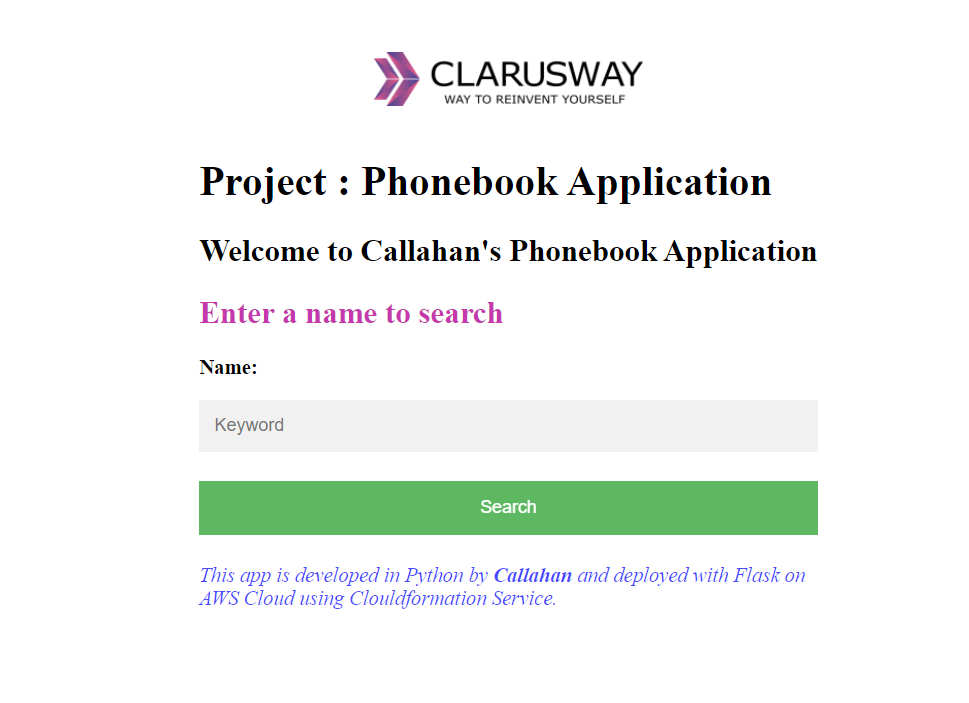 CLARUSWAY
WAY TO REINVENT YOURSELF
Project : Phonebook Application
Welcome to Callahan's Phonebook Application
Enter a name to search
Name:
Keyword
Search
This app is developed in Python by Callahan and deployed with Flask on
AWS Cloud using Clouldformation Service.